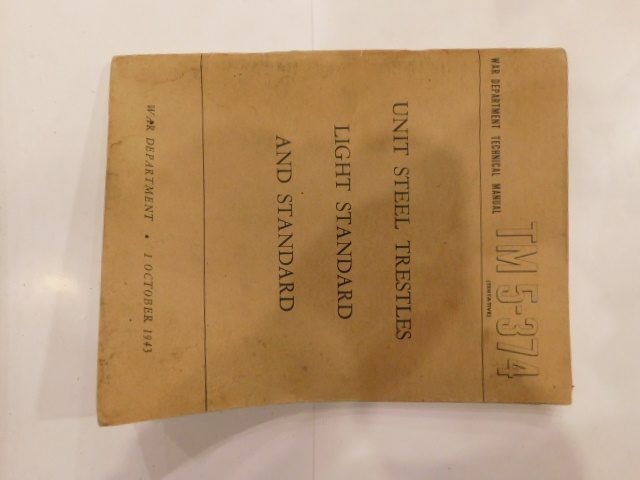 WAR DEPARTMENT TECHNICAL MANUAL
TM 5-374
(TENTATIVE)
UNIT STEEL TRESTLES
LIGHT STANDARD
AND STANDARD
WAR DEPARTMENT • 1 OCTOBER 1943